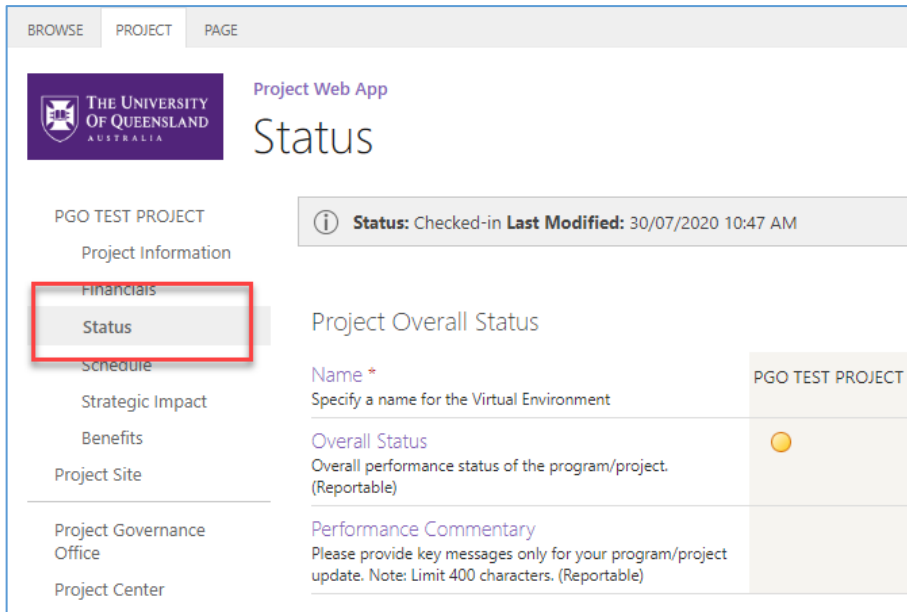 BROWSE PROJECT PAGE
THE UNIVERSITY
OF QUEENSLAND
AUSTRALIA
Project Web App
Status
PGO TEST PROJECT
Project Information
Financials
Status
Schedule
Strategic Impact
Benefits
Project Site
Project Governance
Office
Project Center
Status: Checked-in Last Modified: 30/07/2020 10:47 AM
Project Overall Status
Name *
Specify a name for the Virtual Environment
PGO TEST PROJECT
Overall Status
Overall performance status of the program/project.
(Reportable)
Performance Commentary
Please provide key messages only for your program/project
update. Note: Limit 400 characters. (Reportable)